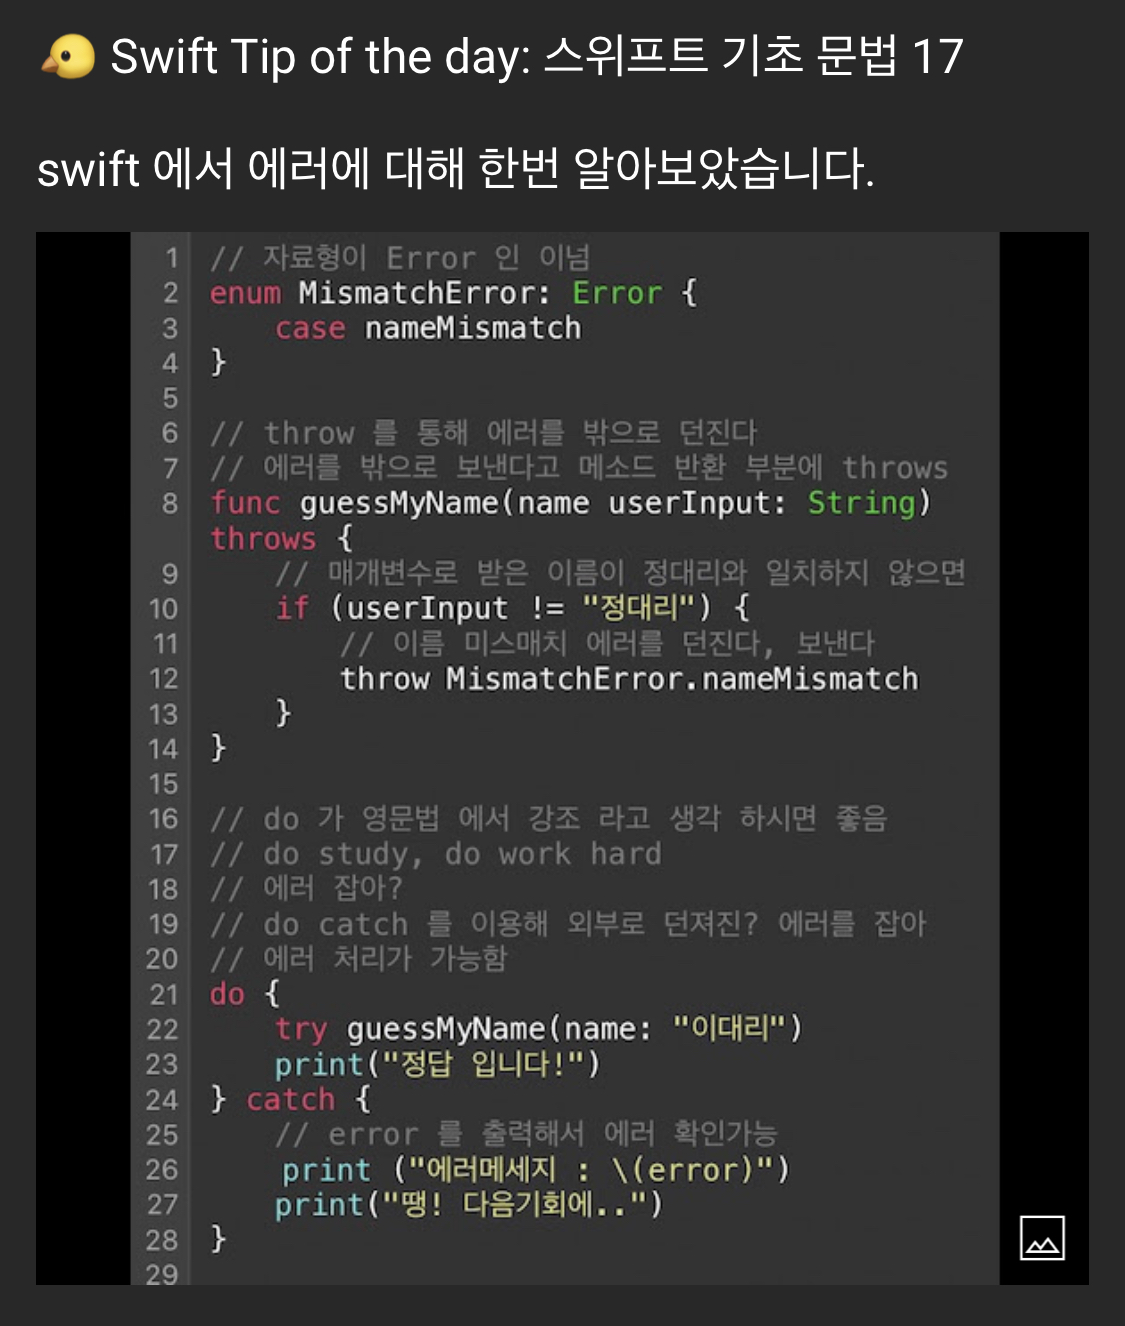 🐤 Swift Tip of the day: 스위프트 기초 문법 17
swift 에서 에러에 대해 한번 알아보았습니다.
1 // 자료형이 Error 인 이넘
2 enum MismatchError: Error {
3     case nameMismatch
4 }
5
6 // throw 를 통해 에러를 밖으로 던진다
7 // 에러를 밖으로 보낸다고 메소드 반환 부분에 throws
8 func guessMyName(name userInput: String)
throws {
9     // 매개변수로 받은 이름이 정대리와 일치하지 않으면
10     if (userInput != "정대리") {
11         // 이름 미스매치 에러를 던진다, 보낸다
12         throw MismatchError.nameMismatch
13     }
14 }
15
16 // do 가 영문법 에서 강조 라고 생각 하시면 좋음
17 // do study, do work hard
18 // 에러 잡아?
19 // do catch 를 이용해 외부로 던져진? 에러를 잡아
20 // 에러 처리가 가능함
21 do {
22     try guessMyName(name: "이대리")
23     print("정답 입니다!")
24 } catch {
25     // error 를 출력해서 에러 확인가능
26     print ("에러메세지 : \(error)")
27     print("땡! 다음기회에..")
28 }
29